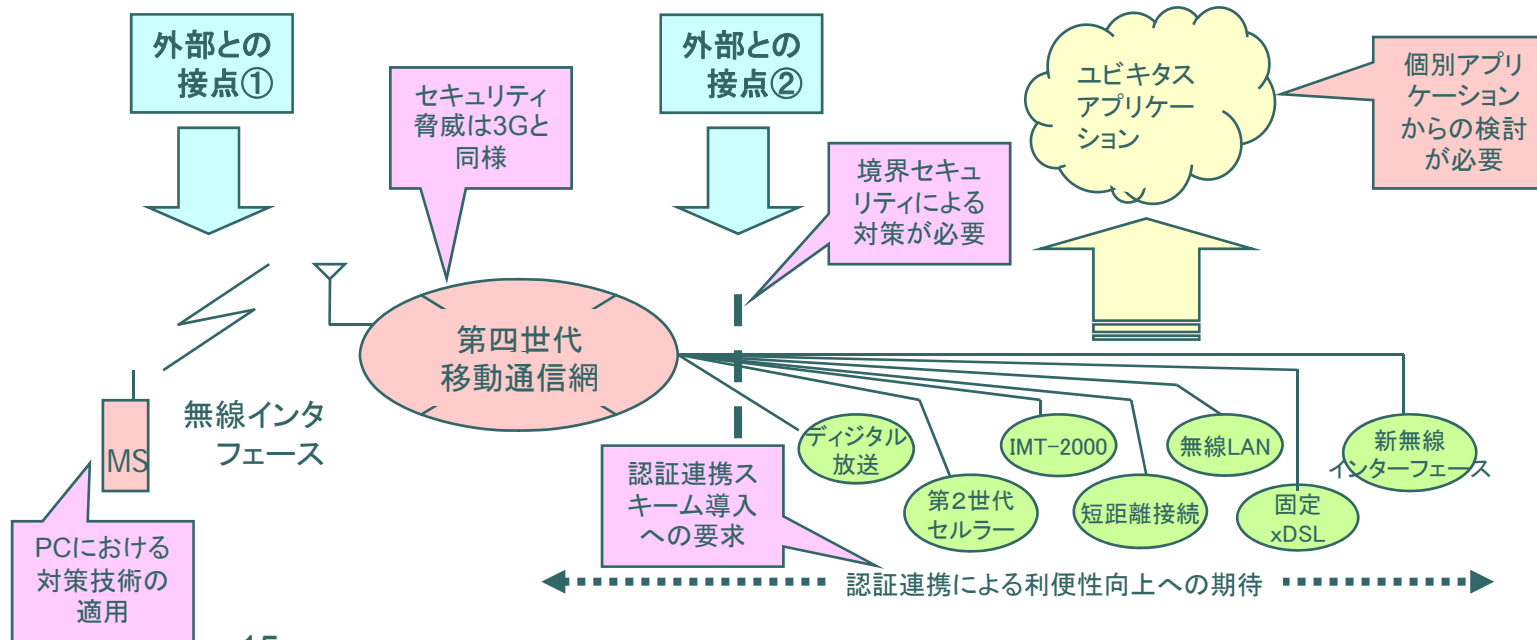 外部との
接点①
外部との
接点②
セキュリティ
脅威は3Gと
同様
境界セキュ
リティによる
対策が必要
ユビキタス
アプリケー
ション
個別アプリ
ケーション
からの検討
が必要
第四世代
移動通信網
無線インタ
フェース
MS
PCにおける
対策技術の
適用
認証連携ス
キーム導入
への要求
ディジタル
放送
第2世代
セルラー
IMT-2000
短距離接続
無線LAN
固定
xDSL
新無線
インターフェース
認証連携による利便性向上への期待